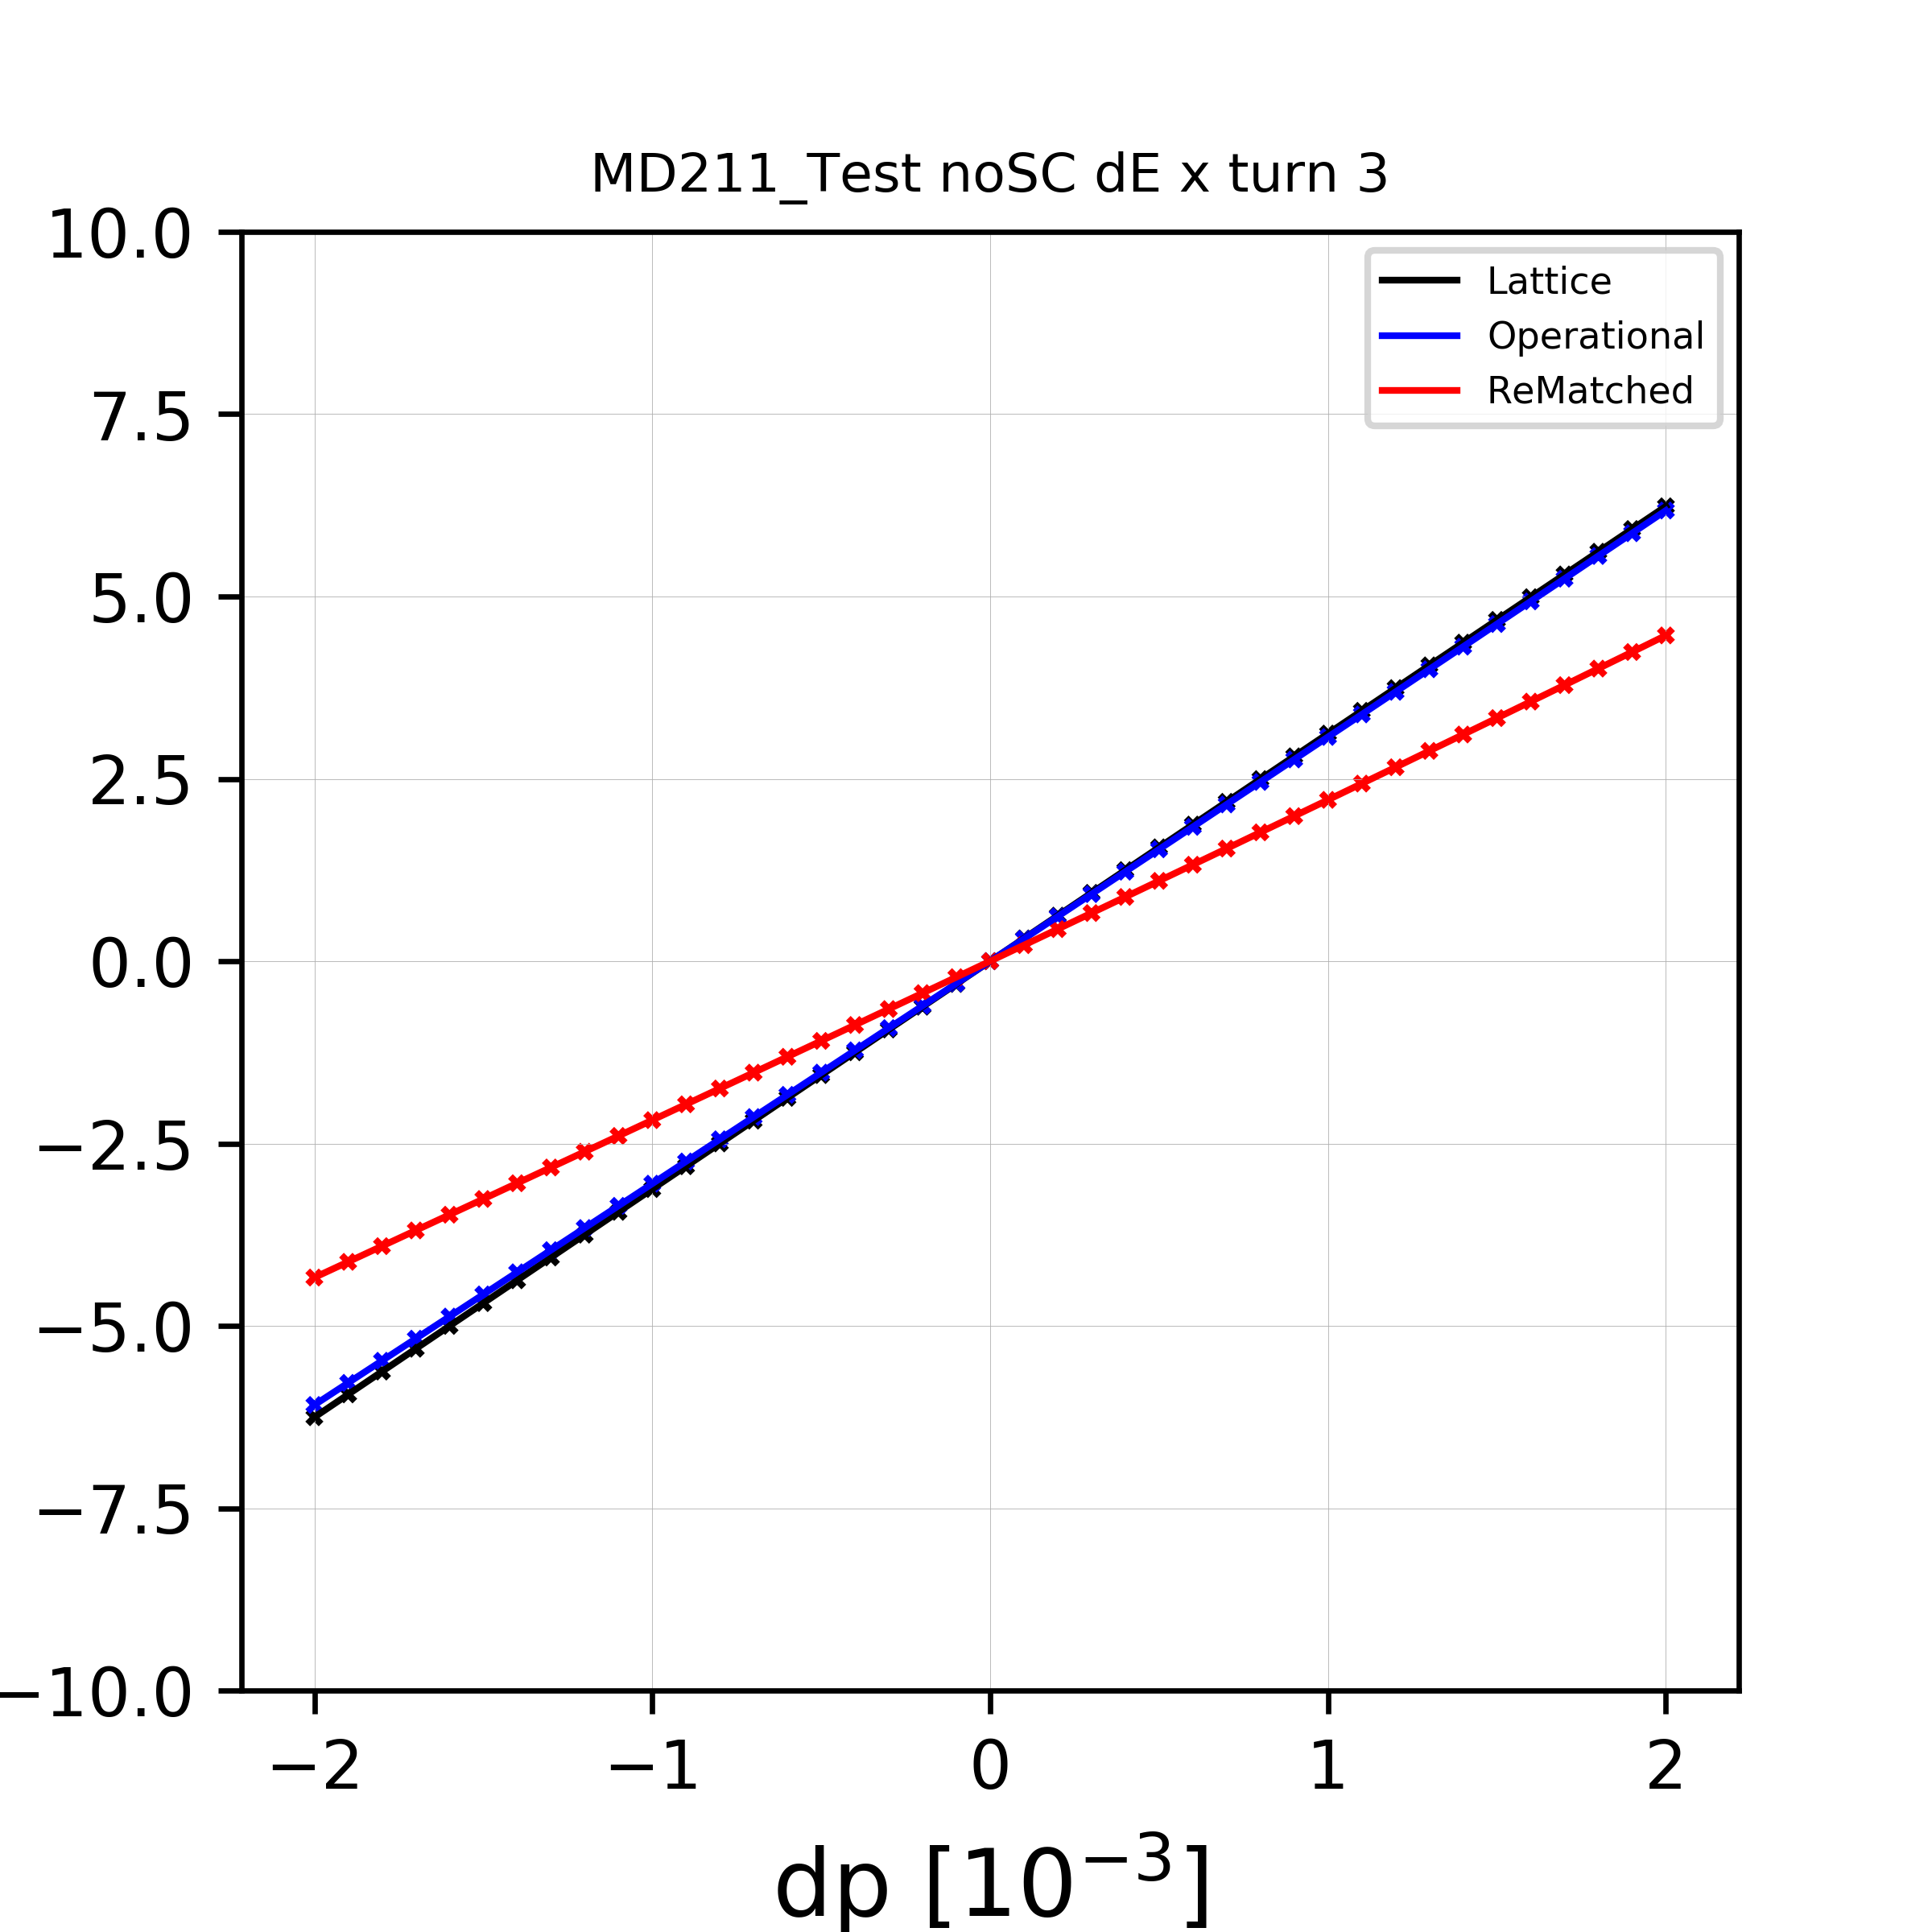 MD211_Test noSC dE x turn 3
10.0
7.5
5.0
2.5
0.0
−2.5
−5.0
−7.5
−10.0
Lattice
Operational
ReMatched
−2 −1 0 1 2
dp [10⁻³]